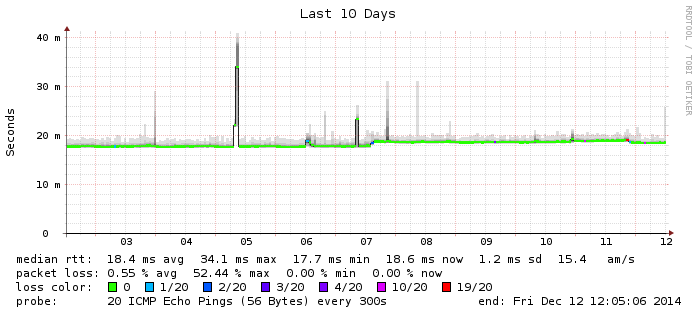 Last 10 Days
RRDTOOL / TOBI OETIKER
Seconds
40 m
30 m
20 m
10 m
0
03 04 05 06 07 08 09 10 11 12
median rtt: 18.4 ms avg 34.1 ms max 17.7 ms min 18.6 ms now 1.2 ms sd 15.4 am/s
packet loss: 0.55 % avg 52.44 % max 0.00 % min 0.00 % now
loss color: 0 1/20 2/20 3/20 4/20 10/20 19/20
probe: 20 ICMP Echo Pings (56 Bytes) every 300s end: Fri Dec 12 12:05:06 2014